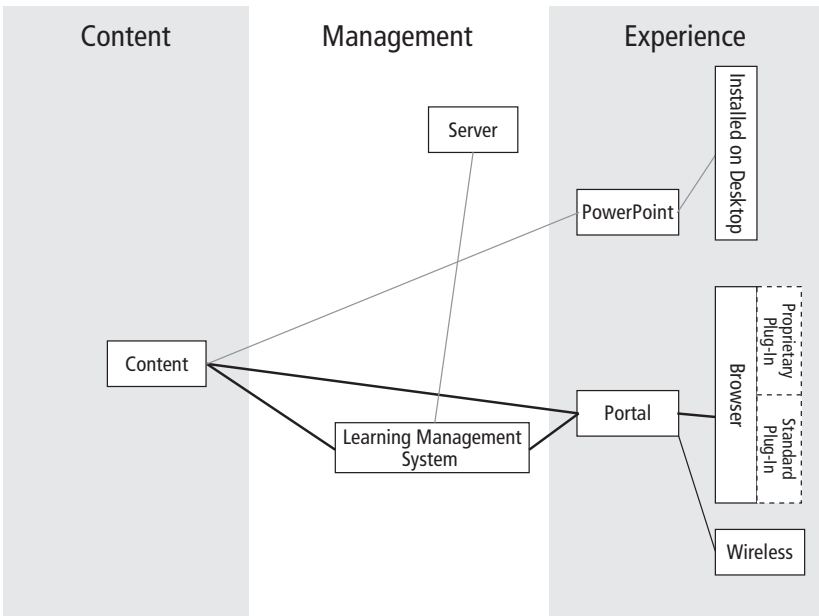 Content
Management
Experience
Server
Installed on Desktop
PowerPoint
Content
Learning Management
System
Portal
Browser
Proprietary
Plug-In
Standard
Plug-In
Wireless